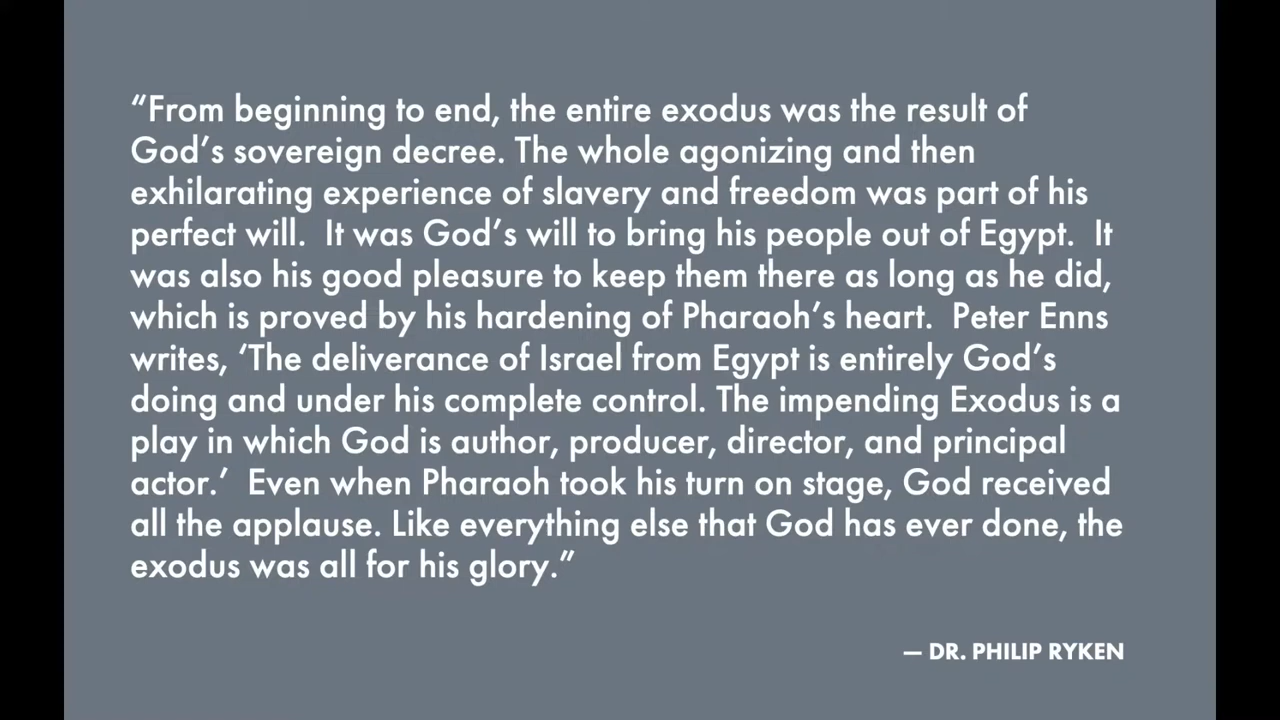 “From beginning to end, the entire exodus was the result of
God’s sovereign decree. The whole agonizing and then
exhilarating experience of slavery and freedom was part of his
perfect will.  It was God’s will to bring his people out of Egypt.  It
was also his good pleasure to keep them there as long as he did,
which is proved by his hardening of Pharaoh’s heart.  Peter Enns
writes, ‘The deliverance of Israel from Egypt is entirely God’s
doing and under his complete control. The impending Exodus is a
play in which God is author, producer, director, and principal
actor.’  Even when Pharaoh took his turn on stage, God received
all the applause. Like everything else that God has ever done, the
exodus was all for his glory.”
— DR. PHILIP RYKEN